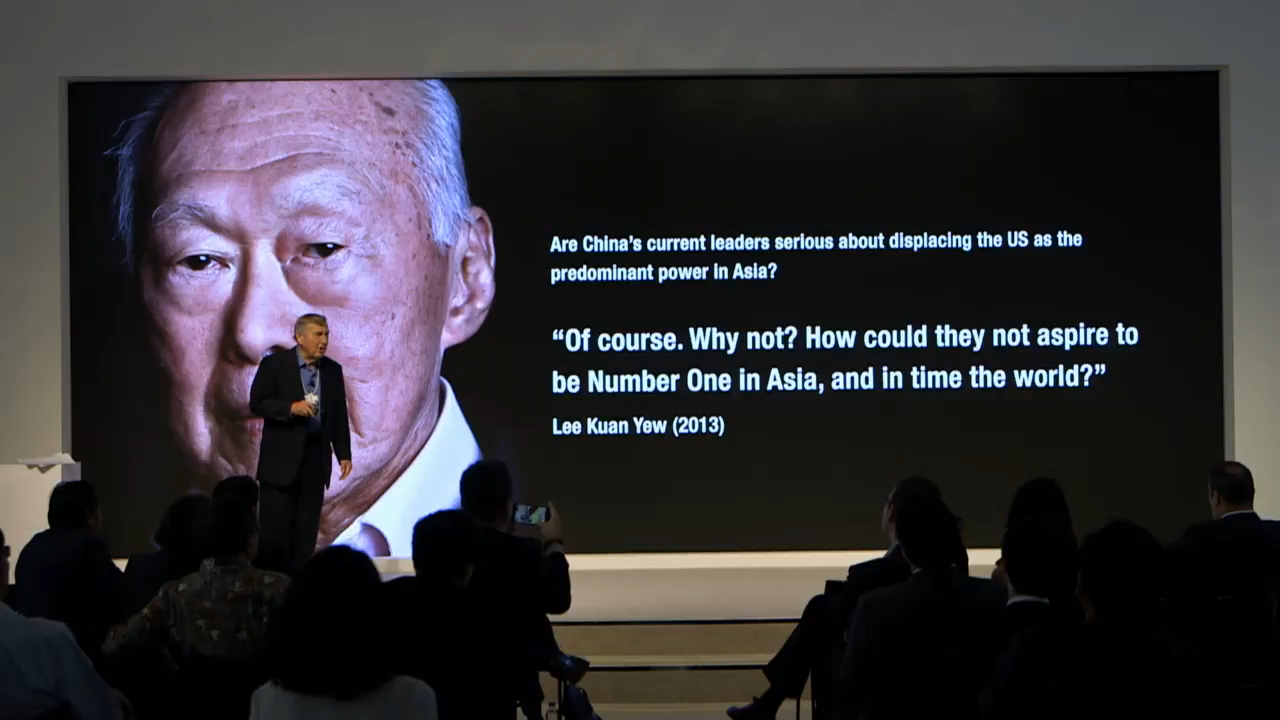 Are China’s current leaders serious about displacing the US as the
predominant power in Asia?
“Of course. Why not? How could they not aspire to
be Number One in Asia, and in time the world?”
Lee Kuan Yew (2013)